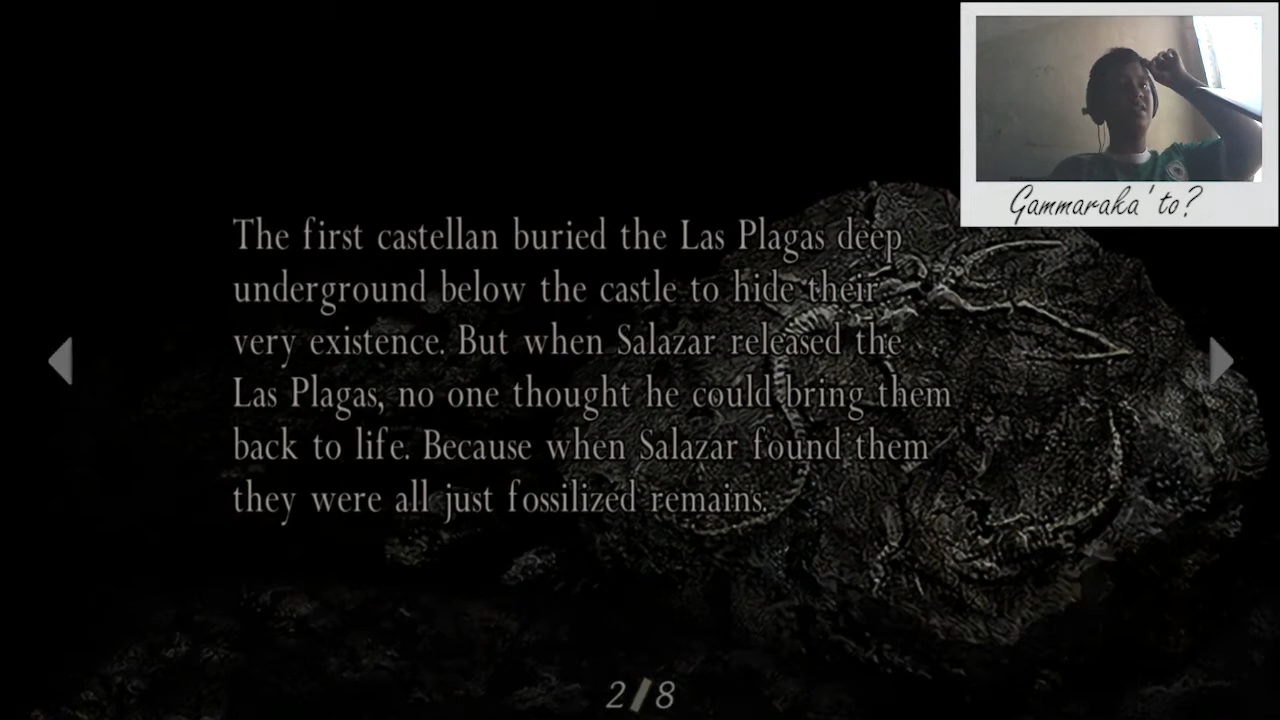 Gammaraka'to?
The first castellan buried the Las Plagas deep
underground below the castle to hide their
very existence. But when Salazar released the
Las Plagas, no one thought he could bring them
back to life. Because when Salazar found them
they were all just fossilized remains.
2/8